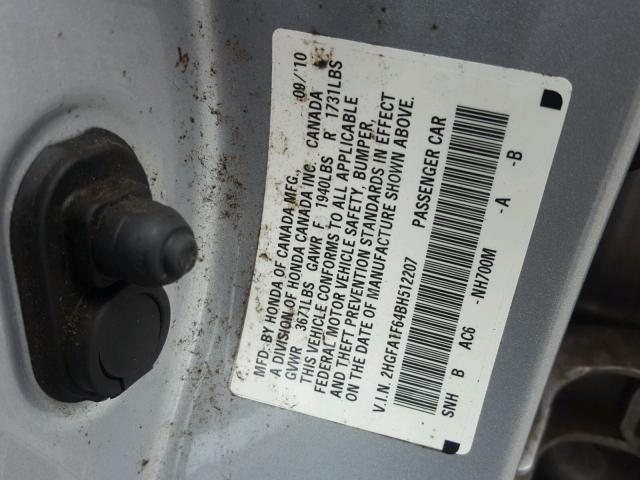 MFD. BY HONDA OF CANADA MFG., 09/'10
A DIVISION OF HONDA CANADA INC., CANADA
GVWR 3671LBS GAWR F 1940LBS R 1731LBS
THIS VEHICLE CONFORMS TO ALL APPLICABLE
FEDERAL MOTOR VEHICLE SAFETY, BUMPER,
AND THEFT PREVENTION STANDARDS IN EFFECT
ON THE DATE OF MANUFACTURE SHOWN ABOVE.
V.I.N. 2HGFA1F64BH512207 PASSENGER CAR
SNH B AC6 -NH700M -A -B